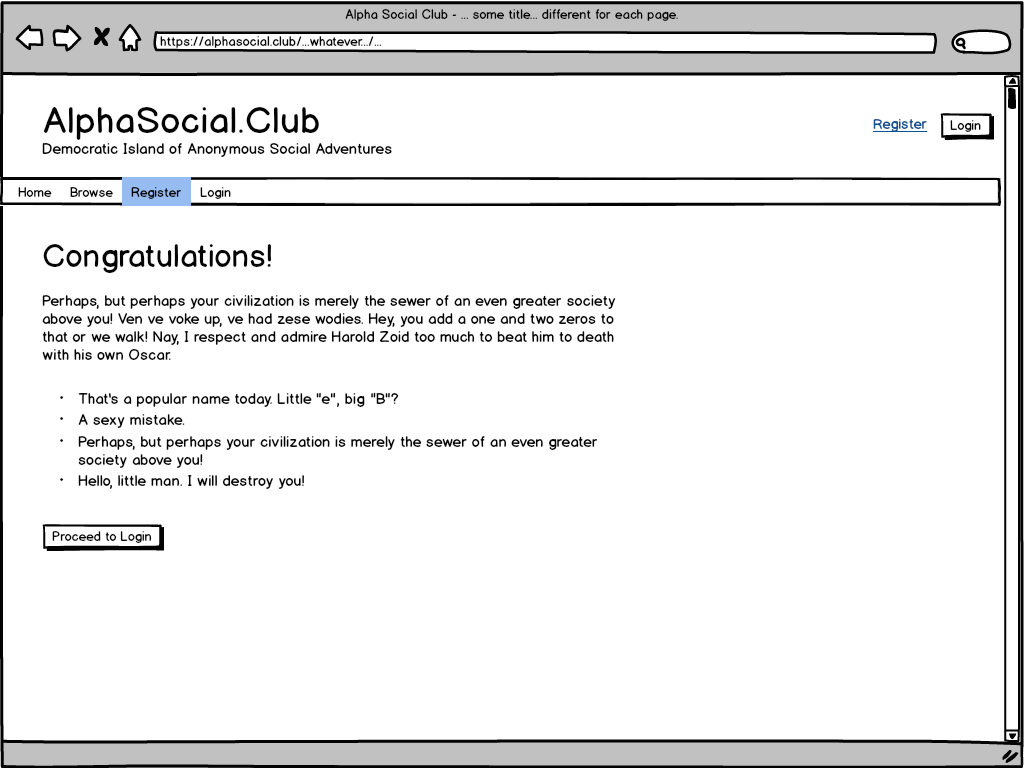 Alpha Social Club - ... some title... different for each page.
https://alphasocial.club/...whatever.../...
AlphaSocial.Club
Democratic Island of Anonymous Social Adventures
Register
Login
Home Browse Register Login
Congratulations!
Perhaps, but perhaps your civilization is merely the sewer of an even greater society
above you! Ven ve voke up, ve had zese wodies. Hey, you add a one and two zeros to
that or we walk! Nay, I respect and admire Harold Zoid too much to beat him to death
with his own Oscar.
• That's a popular name today. Little "e", big "B"?
• A sexy mistake.
• Perhaps, but perhaps your civilization is merely the sewer of an even greater
society above you!
• Hello, little man. I will destroy you!
Proceed to Login